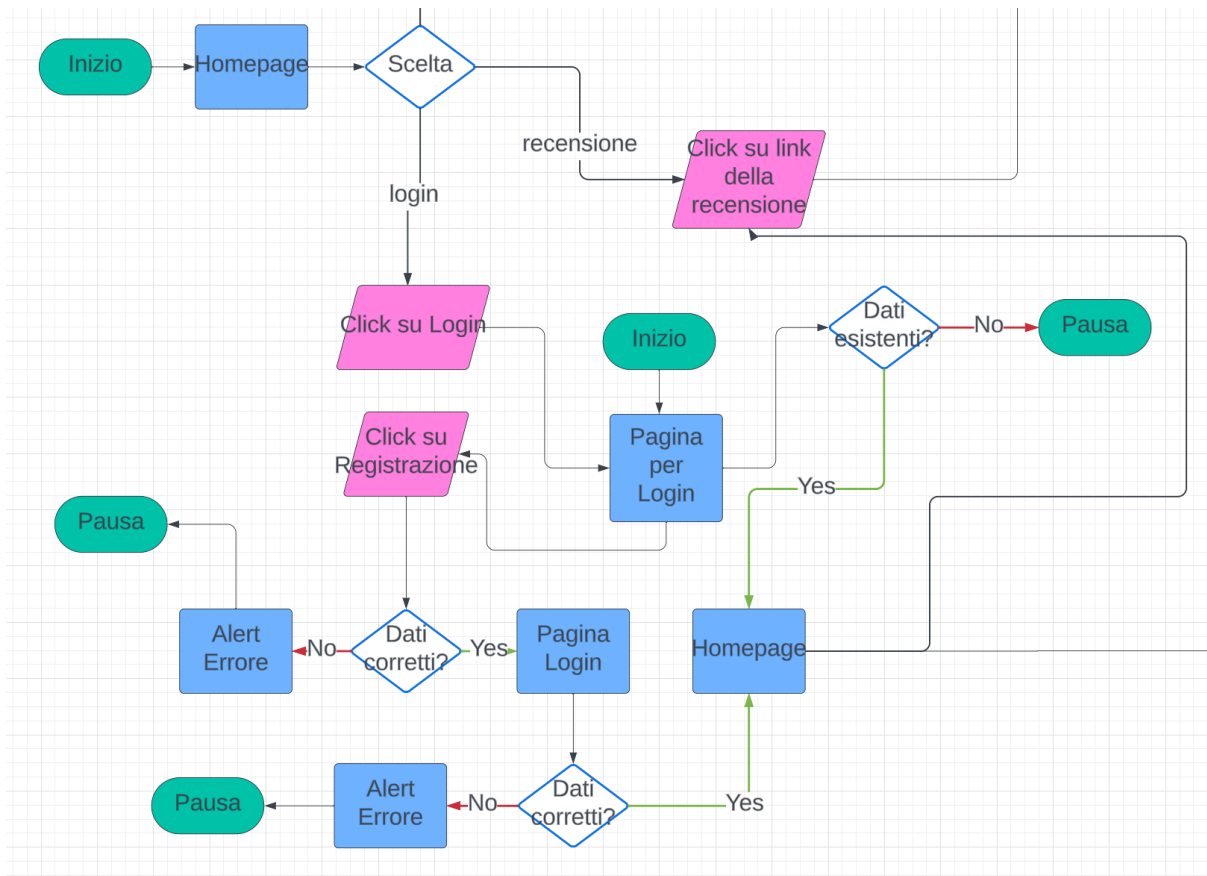 Inizio
Homepage
Scelta
recensione
Click su link
della
recensione
login
Click su Login
Inizio
Dati
esistenti?
No
Pausa
Click su
Registrazione
Pagina
per
Login
Yes
Pausa
Alert
Errore
No
Dati
corretti?
Yes
Pagina
Login
Homepage
Pausa
Alert
Errore
No
Dati
corretti?
Yes